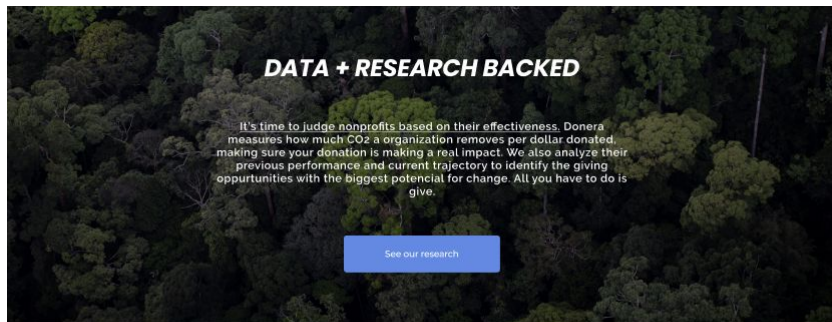 DATA + RESEARCH BACKED
It's time to judge nonprofits based on their effectiveness. Donera
measures how much CO2 a organization removes per dollar donated,
making sure your donation is making a real impact. We also analyze their
previous performance and current trajectory to identify the giving
oppurtunities with the biggest potencial for change. All you have to do is
give.
See our research